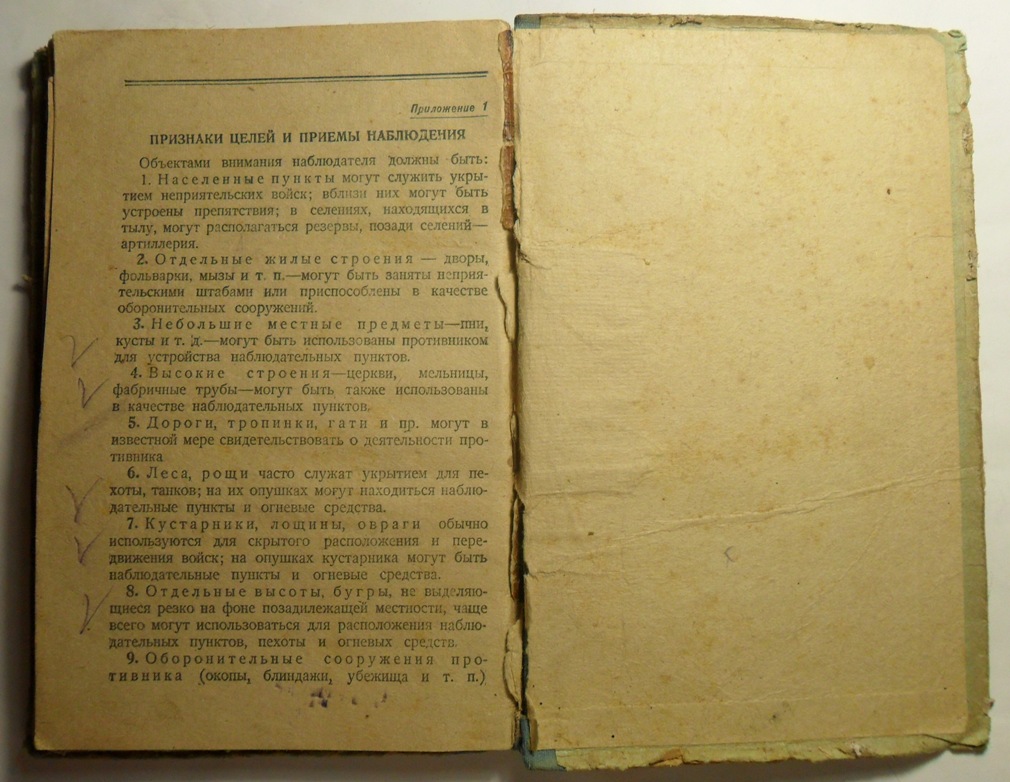 Приложение 1
ПРИЗНАКИ ЦЕЛЕЙ И ПРИЕМЫ НАБЛЮДЕНИЯ
Объектами внимания наблюдателя должны быть:
1. Населенные пункты могут служить укры-
тием неприятельских войск; вблизи них могут быть
устроены препятствия; в селениях, находящихся в
тылу, могут располагаться резервы, позади селений—
артиллерия.
2. Отдельные жилые строения — дворы,
фольварки, мызы и т. п.—могут быть заняты неприя-
тельскими штабами или приспособлены в качестве
оборонительных сооружений.
3. Небольшие местные предметы—пни,
кусты и т. д.—могут быть использованы противником
для устройства наблюдательных пунктов.
4. Высокие строения—церкви, мельницы,
фабричные трубы—могут быть также использованы
в качестве наблюдательных пунктов.
5. Дороги, тропинки, гати и пр. могут в
известной мере свидетельствовать о деятельности про-
тивника
6. Леса, рощи часто служат укрытием для пе-
хоты, танков; на их опушках могут находиться наблю-
дательные пункты и огневые средства.
7. Кустарники, лощины, овраги обычно
используются для скрытого расположения и пере-
движения войск; на опушках кустарника могут быть
наблюдательные пункты и огневые средства.
8. Отдельные высоты, бугры, не выделяю-
щиеся резко на фоне позадилежащей местности, чаще
всего могут использоваться для расположения наблю-
дательных пунктов, пехоты и огневых средств.
9. Оборонительные сооружения про-
тивника (окопы, блиндажи, убежища и т. п.)